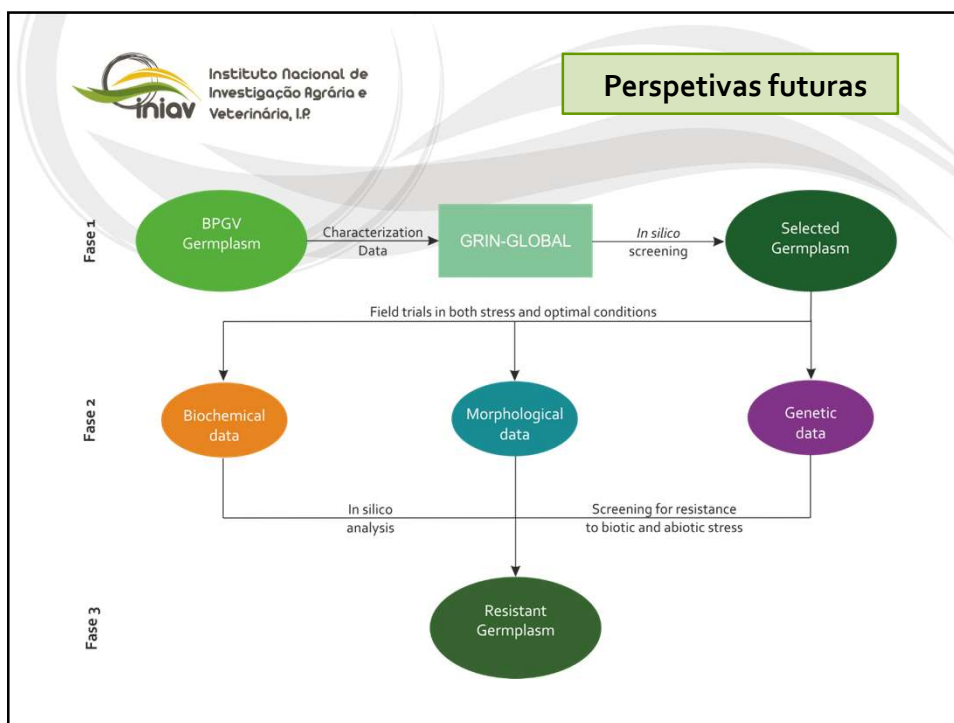 iniav
Instituto Nacional de
Investigação Agrária e
Veterinária, I.P.
Perspetivas futuras
Fase 1
BPGV
Germplasm
Characterization
Data
GRIN-GLOBAL
In silico
screening
Selected
Germplasm
Field trials in both stress and optimal conditions
Fase 2
Biochemical
data
Morphological
data
Genetic
data
In silico
analysis
Screening for resistance
to biotic and abiotic stress
Fase 3
Resistant
Germplasm